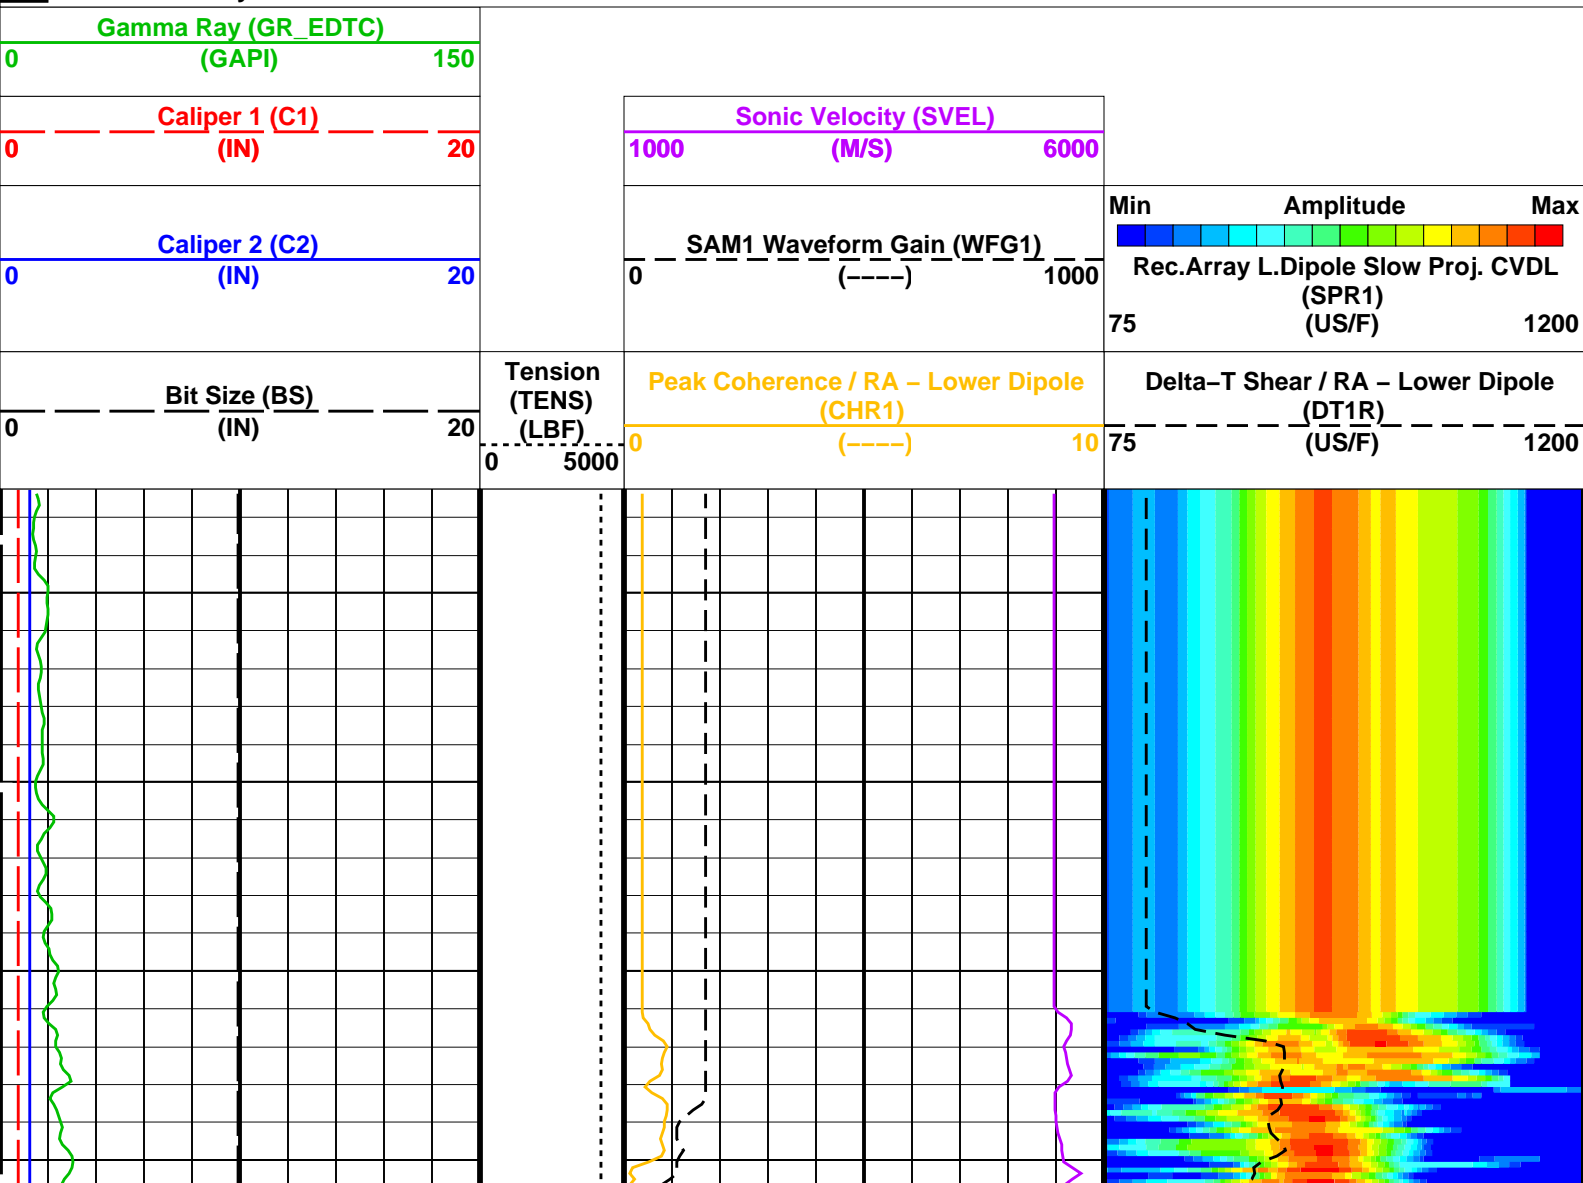 Gamma Ray (GR_EDTC)
0 (GAPI) 150
Caliper 1 (C1)
0 (IN) 20
Caliper 2 (C2)
0 (IN) 20
Bit Size (BS)
0 (IN) 20
Tension
(TENS)
(LBF)
0 5000
Sonic Velocity (SVEL)
1000 (M/S) 6000
SAM1 Waveform Gain (WFG1)
0 (––––) 1000
Peak Coherence / RA – Lower Dipole
(CHR1)
0 (––––) 10
Min Amplitude Max
Rec.Array L.Dipole Slow Proj. CVDL
(SPR1)
75 (US/F) 1200
Delta–T Shear / RA – Lower Dipole
(DT1R)
75 (US/F) 1200